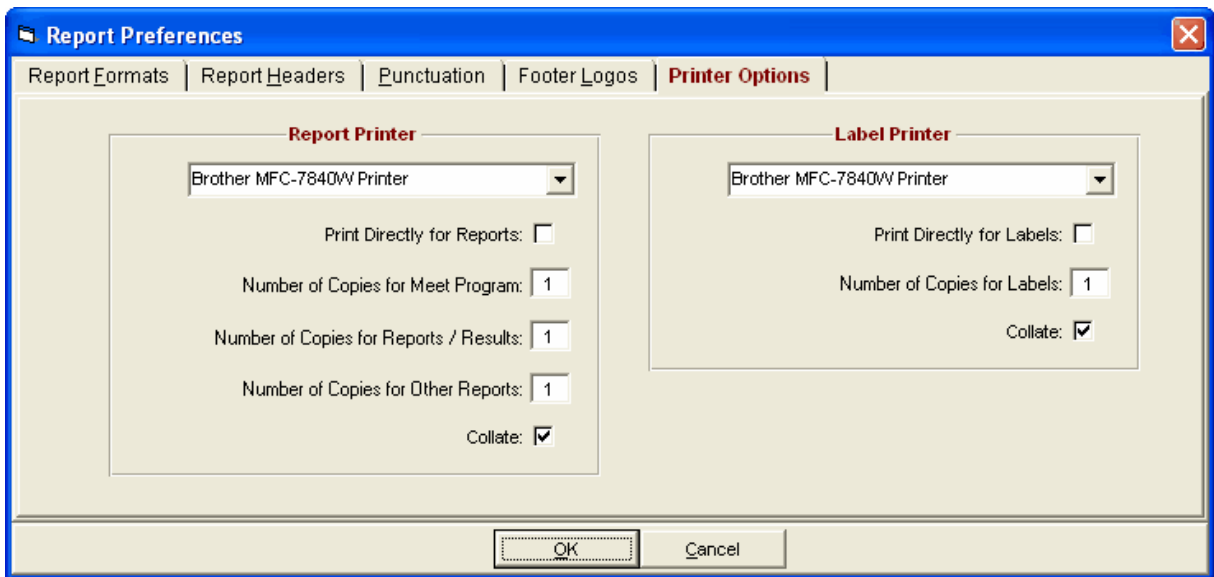 Report Preferences
Report Formats Report Headers Punctuation Footer Logos Printer Options
Report Printer
Brother MFC-7840W Printer
Print Directly for Reports:
Number of Copies for Meet Program: 1
Number of Copies for Reports / Results: 1
Number of Copies for Other Reports: 1
Collate:
Label Printer
Brother MFC-7840W Printer
Print Directly for Labels:
Number of Copies for Labels: 1
Collate:
OK Cancel